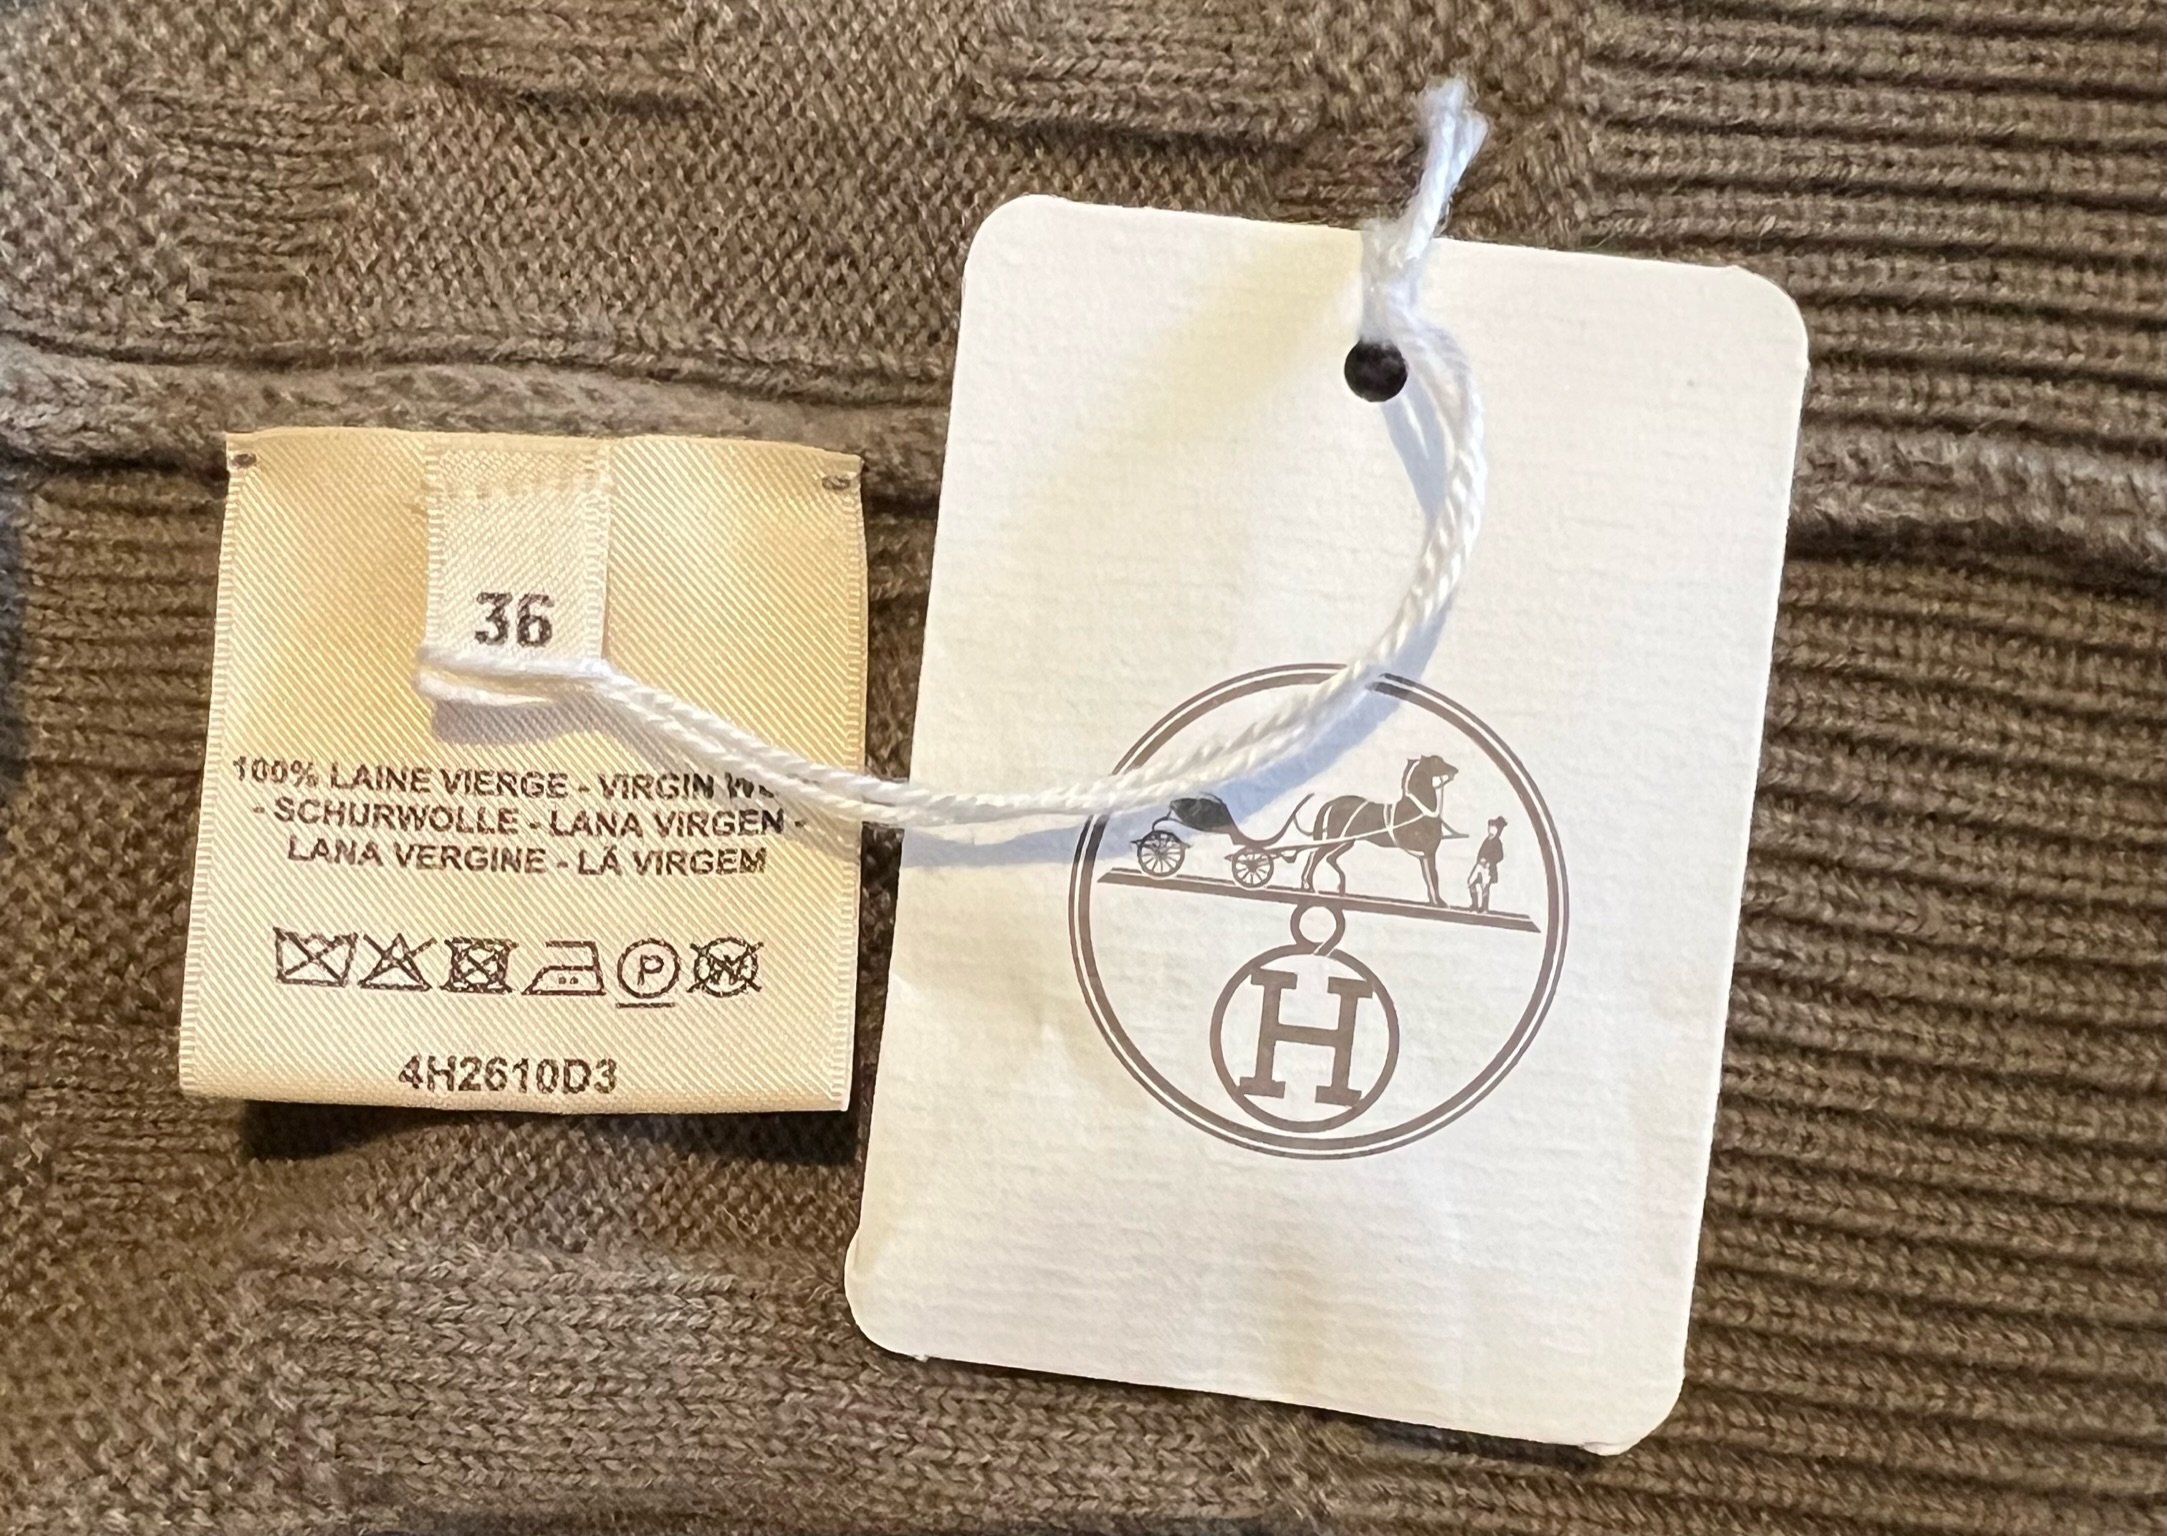 36
100% LAINE VIERGE - VIRGIN
- SCHURWOLLE - LANA VIRGEN -
LANA VERGINE - LÃ VIRGEM
P W
4H2610D3
H